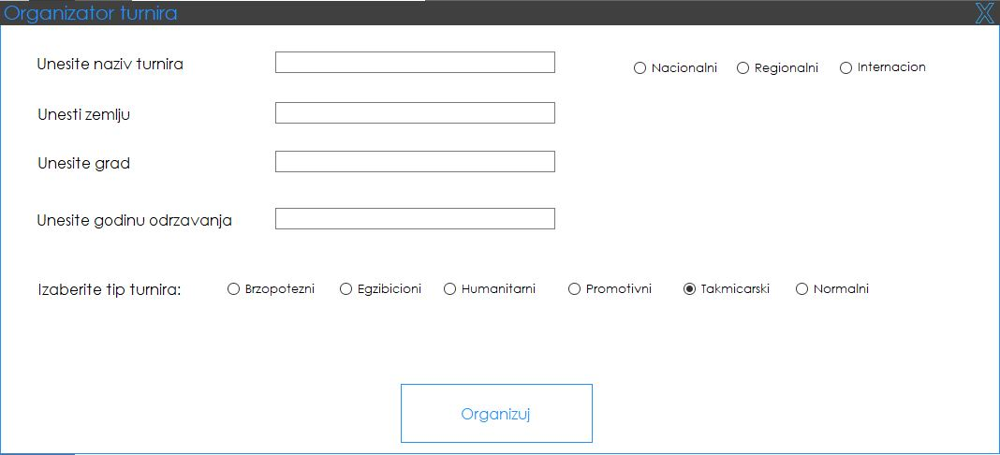 Organizator turnira X
Unesite naziv turnira Nacionalni Regionalni Internacion
Unesti zemlju
Unesite grad
Unesite godinu odrzavanja
Izaberite tip turnira: Brzopotezni Egzibicioni Humanitarni Promotivni Takmicarski Normalni
Organizuj